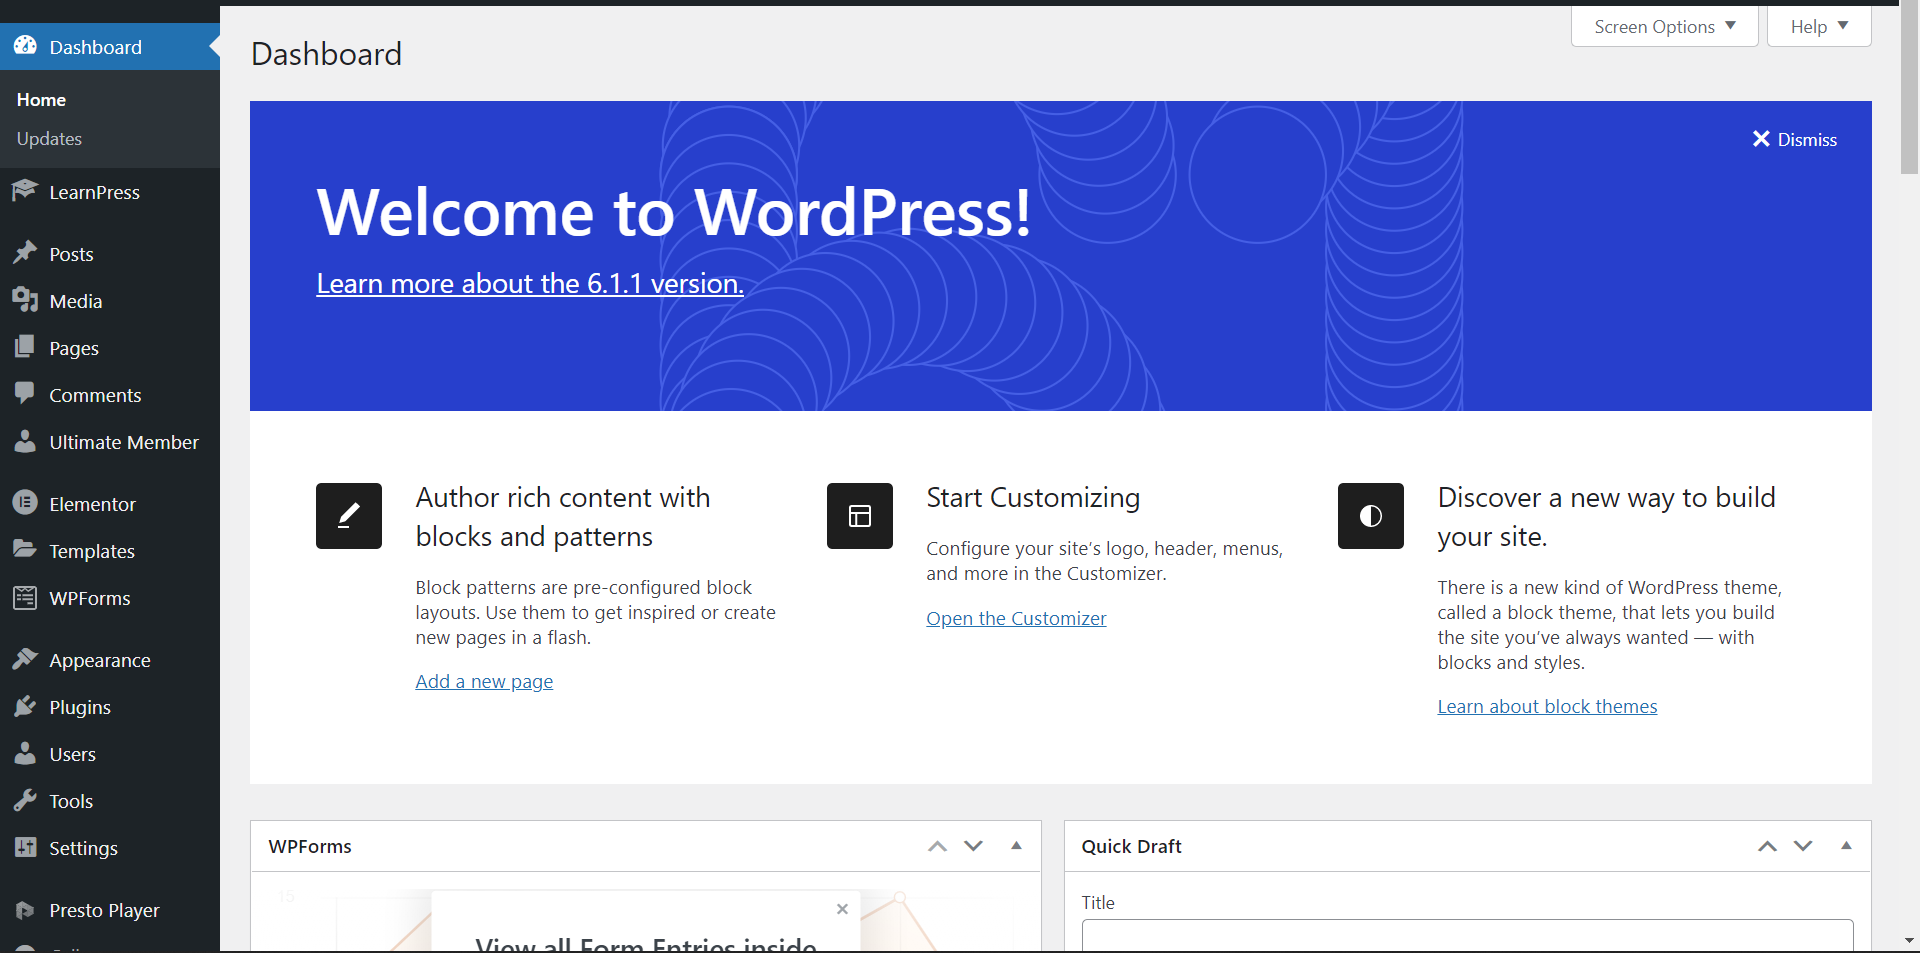 Dashboard
Home
Updates
LearnPress
Posts
Media
Pages
Comments
Ultimate Member
Elementor
Templates
WPForms
Appearance
Plugins
Users
Tools
Settings
Presto Player
Screen Options
Help
Dashboard
Dismiss
Welcome to WordPress!
Learn more about the 6.1.1 version.
Author rich content with
blocks and patterns
Block patterns are pre-configured block
layouts. Use them to get inspired or create
new pages in a flash.
Add a new page
Start Customizing
Configure your site’s logo, header, menus,
and more in the Customizer.
Open the Customizer
Discover a new way to build
your site.
There is a new kind of WordPress theme,
called a block theme, that lets you build
the site you’ve always wanted — with
blocks and styles.
Learn about block themes
WPForms
15
View all Form Entries inside
Quick Draft
Title